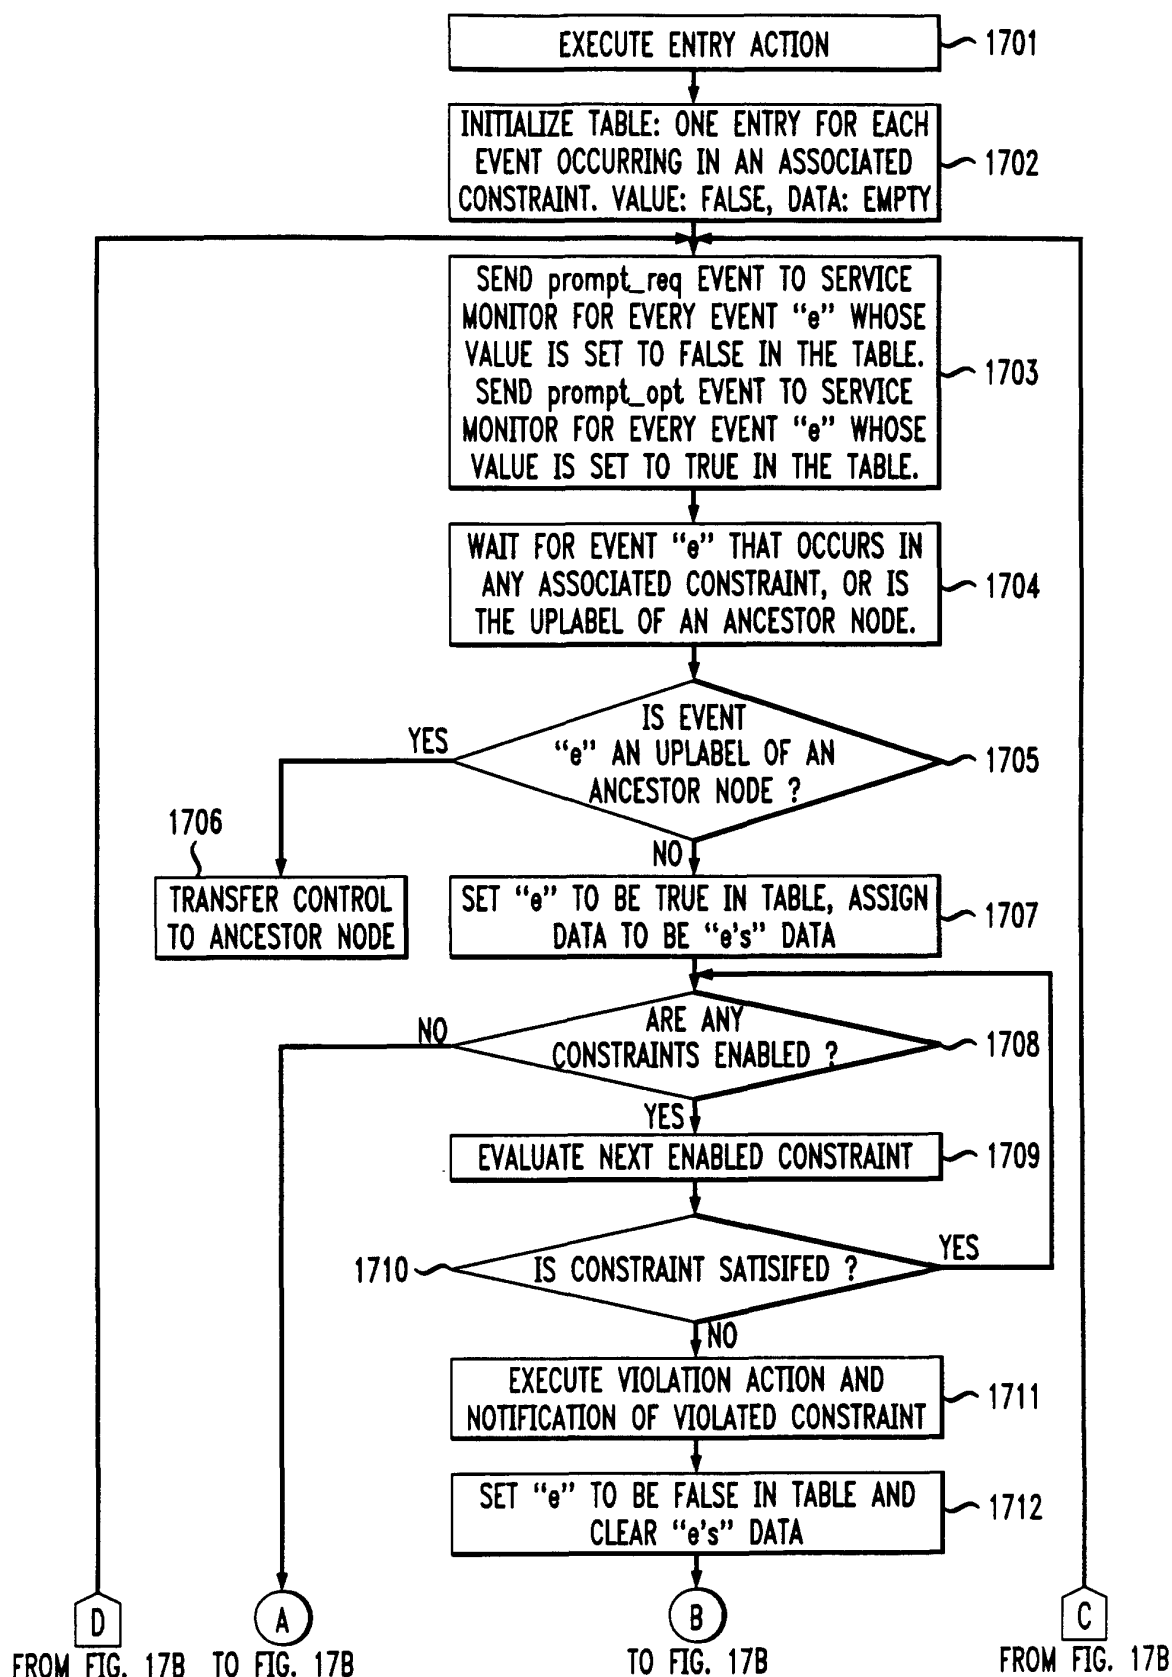 EXECUTE ENTRY ACTION
1701
INITIALIZE TABLE: ONE ENTRY FOR EACH
EVENT OCCURRING IN AN ASSOCIATED
CONSTRAINT. VALUE: FALSE, DATA: EMPTY
1702
SEND prompt_req EVENT TO SERVICE
MONITOR FOR EVERY EVENT “e” WHOSE
VALUE IS SET TO FALSE IN THE TABLE.
SEND prompt_opt EVENT TO SERVICE
MONITOR FOR EVERY EVENT “e” WHOSE
VALUE IS SET TO TRUE IN THE TABLE.
1703
WAIT FOR EVENT “e” THAT OCCURS IN
ANY ASSOCIATED CONSTRAINT, OR IS
THE UPLABEL OF AN ANCESTOR NODE.
1704
IS EVENT
“e” AN UPLABEL OF AN
ANCESTOR NODE ?
1705
YES
NO
1706
TRANSFER CONTROL
TO ANCESTOR NODE
SET “e” TO BE TRUE IN TABLE, ASSIGN
DATA TO BE “e's” DATA
1707
ARE ANY
CONSTRAINTS ENABLED ?
1708
NO
YES
EVALUATE NEXT ENABLED CONSTRAINT
1709
1710
IS CONSTRAINT SATISIFED ?
YES
NO
EXECUTE VIOLATION ACTION AND
NOTIFICATION OF VIOLATED CONSTRAINT
1711
SET “e” TO BE FALSE IN TABLE AND
CLEAR “e's” DATA
1712
D
A
B
C
FROM FIG. 17B
TO FIG. 17B
TO FIG. 17B
FROM FIG. 17B